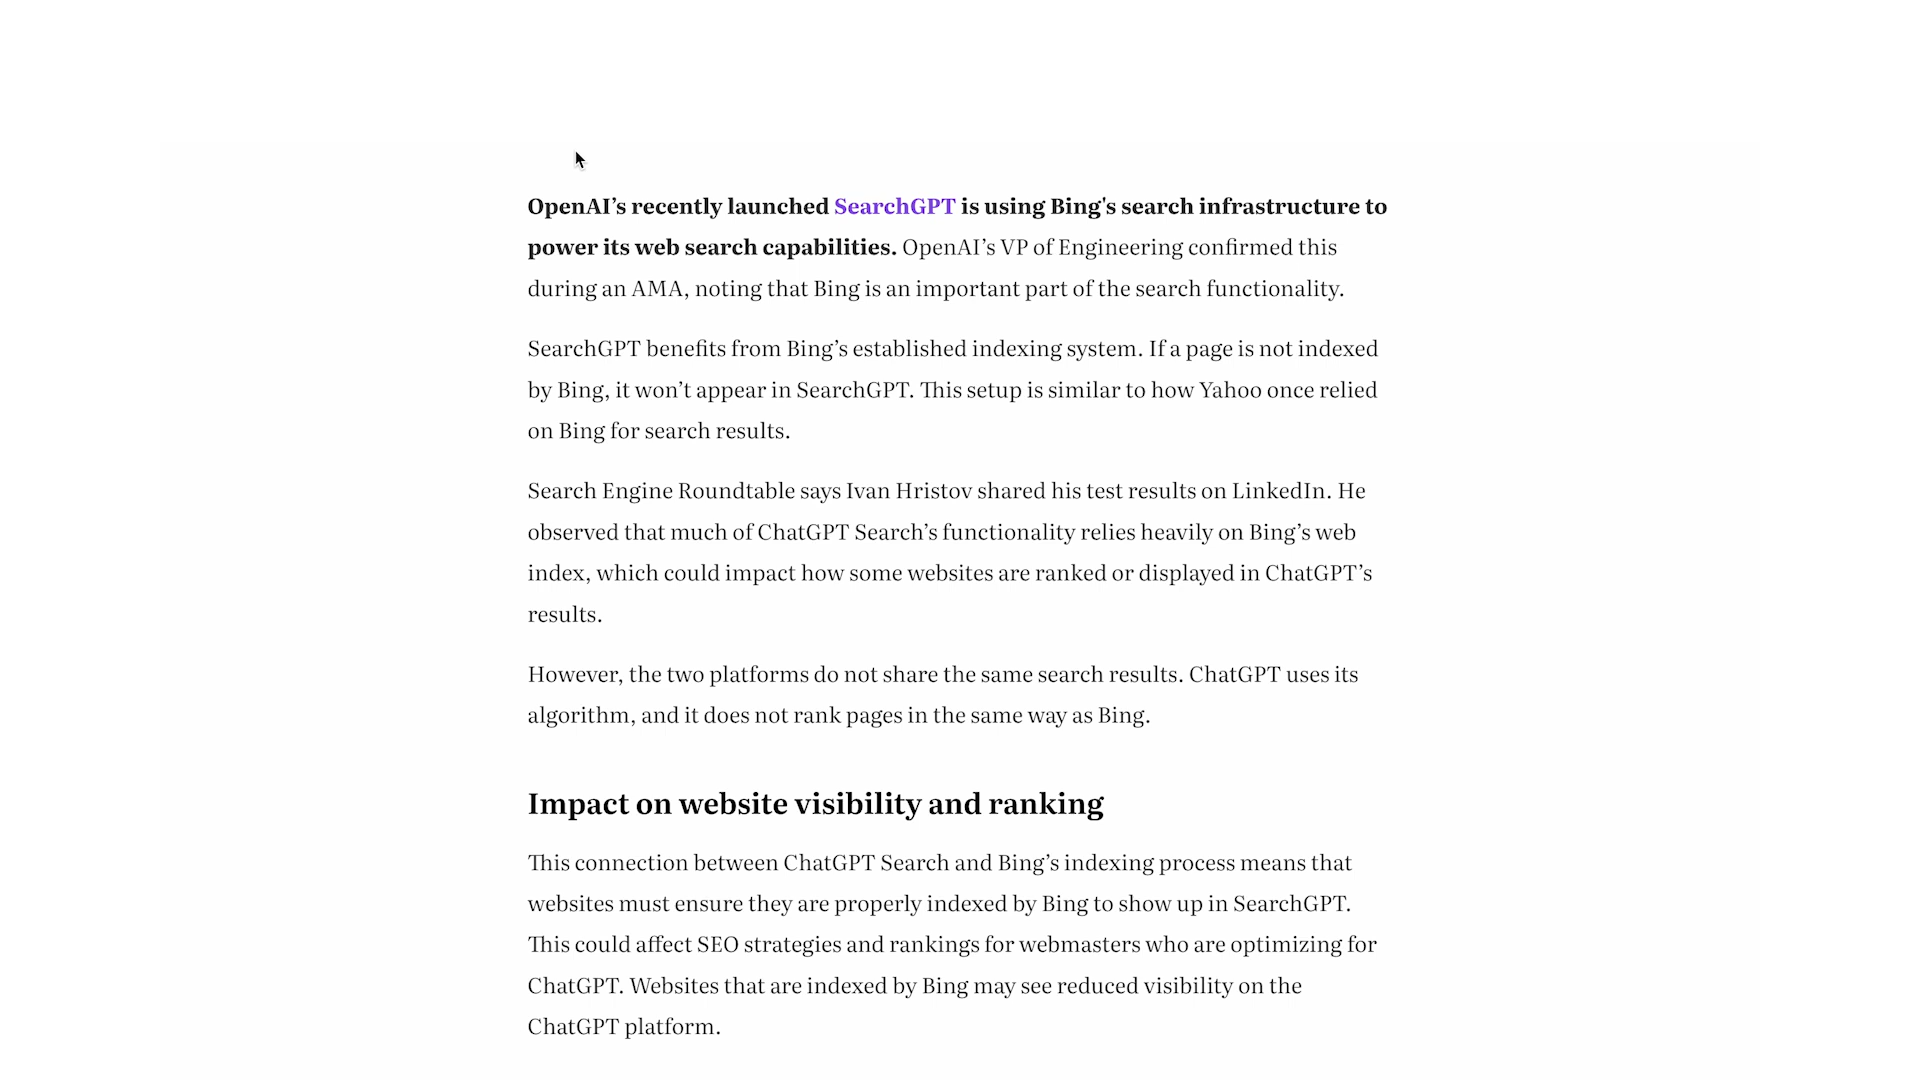 OpenAI’s recently launched SearchGPT is using Bing's search infrastructure to
power its web search capabilities. OpenAI’s VP of Engineering confirmed this
during an AMA, noting that Bing is an important part of the search functionality.
SearchGPT benefits from Bing’s established indexing system. If a page is not indexed
by Bing, it won’t appear in SearchGPT. This setup is similar to how Yahoo once relied
on Bing for search results.
Search Engine Roundtable says Ivan Hristov shared his test results on LinkedIn. He
observed that much of ChatGPT Search’s functionality relies heavily on Bing’s web
index, which could impact how some websites are ranked or displayed in ChatGPT’s
results.
However, the two platforms do not share the same search results. ChatGPT uses its
algorithm, and it does not rank pages in the same way as Bing.
Impact on website visibility and ranking
This connection between ChatGPT Search and Bing’s indexing process means that
websites must ensure they are properly indexed by Bing to show up in SearchGPT.
This could affect SEO strategies and rankings for webmasters who are optimizing for
ChatGPT. Websites that are indexed by Bing may see reduced visibility on the
ChatGPT platform.